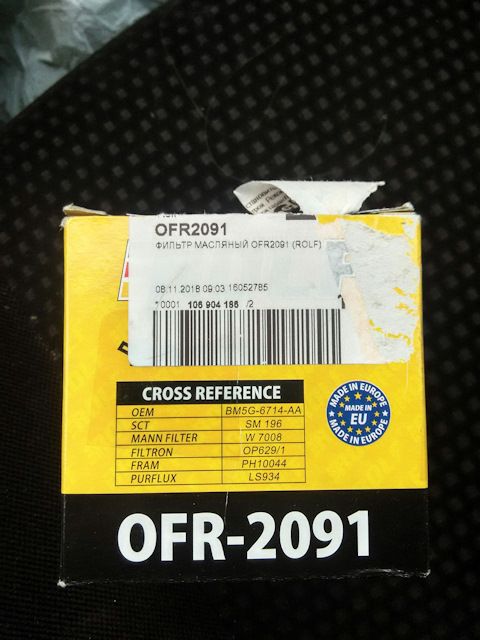 OFR2091
ФИЛЬТР МАСЛЯНЫЙ OFR2091 (ROLF)
08.11.2018 09:03 16052785
*0001 106 904 186 /2
CROSS REFERENCE
OEM BM5G-6714-AA
SCT SM 196
MANN FILTER W 7008
FILTRON OP629/1
FRAM PH10044
PURFLUX LS934
MADE IN EUROPE
MADE IN
EU
MADE IN EUROPE
OFR-2091